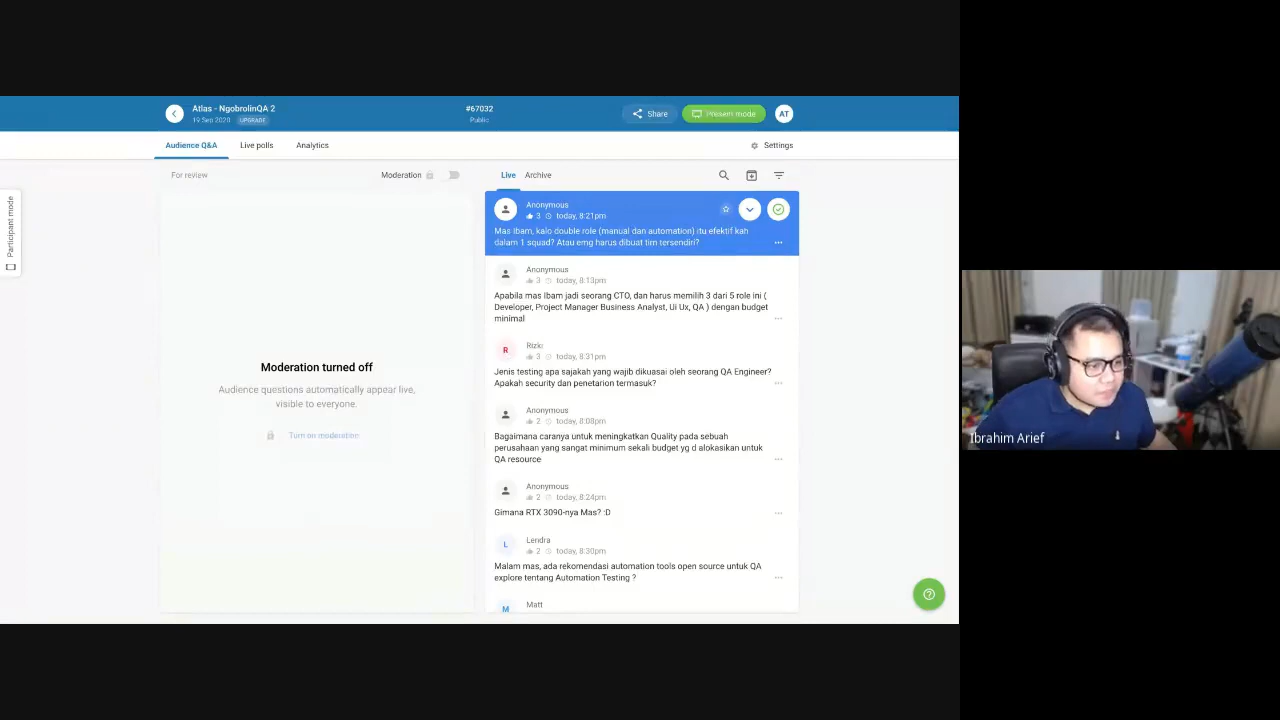 Atlas - NgobrolinQA 2
19 Sep 2020 UPGRADE
#67032
Public
Share
Present mode
AT
Audience Q&A
Live polls
Analytics
Settings
Participant mode
For review
Moderation
Moderation turned off
Audience questions automatically appear live,
visible to everyone.
Turn on moderation
Live
Archive
Anonymous
3 today, 8:21pm
Mas Ibam, kalo double role (manual dan automation) itu efektif kah
dalam 1 squad? Atau emg harus dibuat tim tersendiri?
Anonymous
3 today, 8:13pm
Apabila mas Ibam jadi seorang CTO, dan harus memilih 3 dari 5 role ini (
Developer, Project Manager Business Analyst, Ui Ux, QA ) dengan budget
minimal
R
Rizki
3 today, 8:31pm
Jenis testing apa sajakah yang wajib dikuasai oleh seorang QA Engineer?
Apakah security dan penetarion termasuk?
Anonymous
2 today, 8:08pm
Bagaimana caranya untuk meningkatkan Quality pada sebuah
perusahaan yang sangat minimum sekali budget yg d alokasikan untuk
QA resource
Anonymous
2 today, 8:24pm
Gimana RTX 3090-nya Mas? :D
L
Lendra
2 today, 8:30pm
Malam mas, ada rekomendasi automation tools open source untuk QA
explore tentang Automation Testing ?
M
Matt
Ibrahim Arief